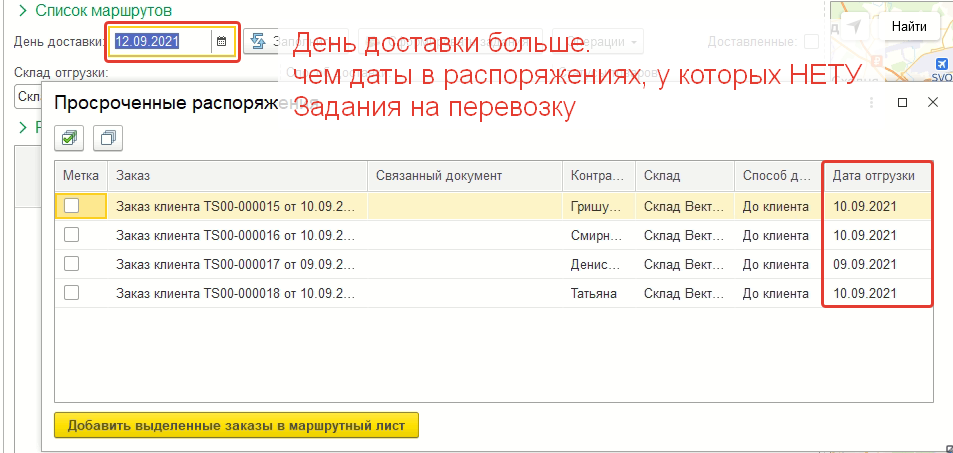 Список маршрутов
День доставки: 12.09.2021
День доставки больше.
чем даты в распоряжениях, у которых НЕТУ
Задания на перевозку
Доставленные:
Найти
SVO
Склад отгрузки:
Просроченные распоряжения
Метка Заказ Связанный документ Контра... Склад Способ д... Дата отгрузки
Заказ клиента TS00-000015 от 10.09.2... Гришу... Склад Вект... До клиента 10.09.2021
Заказ клиента TS00-000016 от 10.09.2... Смирн... Склад Вект... До клиента 10.09.2021
Заказ клиента TS00-000017 от 09.09.2... Денис... Склад Вект... До клиента 09.09.2021
Заказ клиента TS00-000018 от 10.09.2... Татьяна Склад Вект... До клиента 10.09.2021
Добавить выделенные заказы в маршрутный лист